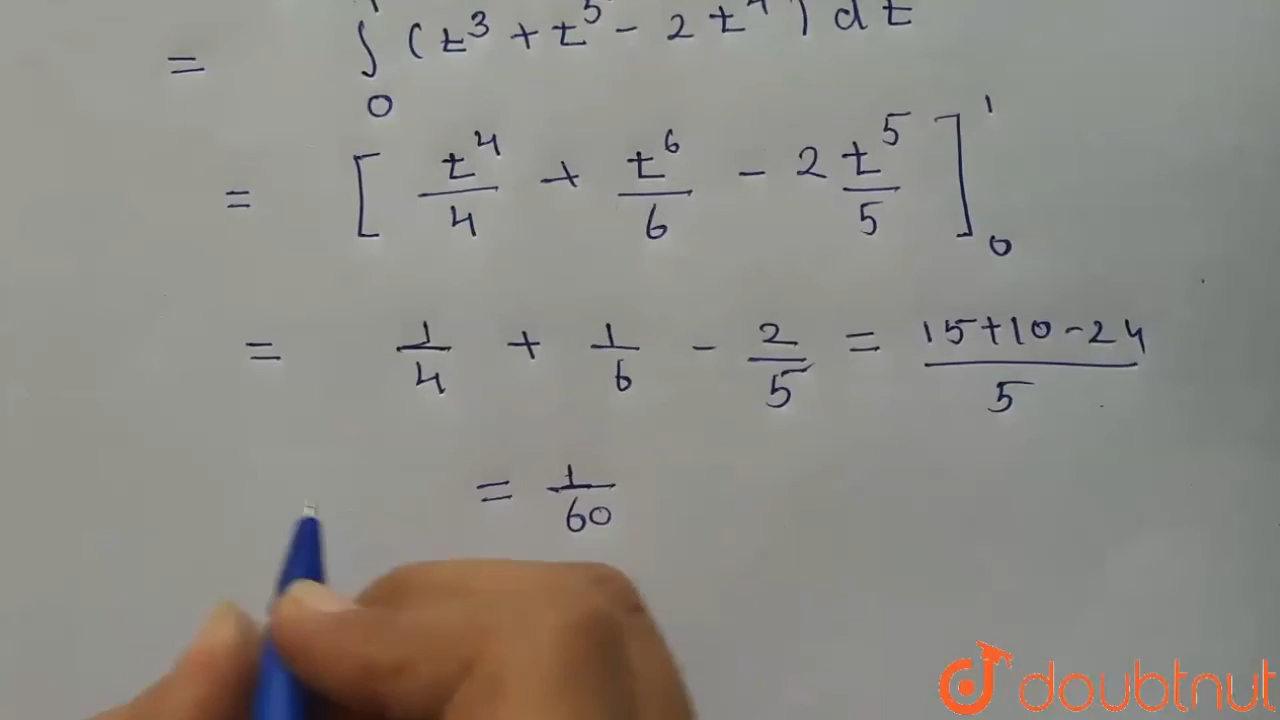 = ∫₀¹ (t³ + t⁵ - 2t⁴) dt
= [ t⁴/4 + t⁶/6 - 2 t⁵/5 ]₀¹
= 1/4 + 1/6 - 2/5 = (15+10-24)/5
= 1/60
doubtnut